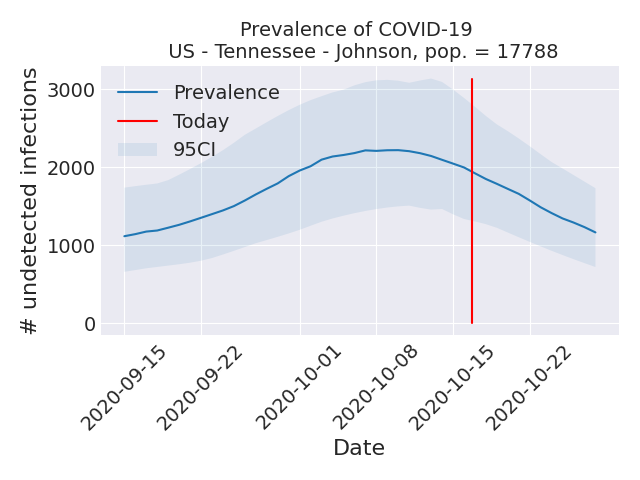 Prevalence of COVID-19
US - Tennessee - Johnson, pop. = 17788
# undetected infections
3000
2000
1000
0
Prevalence
Today
95CI
2020-09-15
2020-09-22
2020-10-01
2020-10-08
2020-10-15
2020-10-22
Date